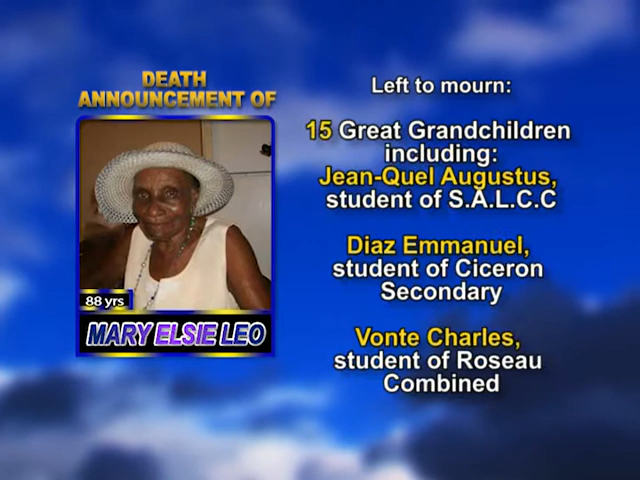 DEATH
ANNOUNCEMENT OF
88 yrs
MARY ELSIE LEO
Left to mourn:
15 Great Grandchildren
including:
Jean-Quel Augustus,
student of S.A.L.C.C
Diaz Emmanuel,
student of Ciceron
Secondary
Vonte Charles,
student of Roseau
Combined